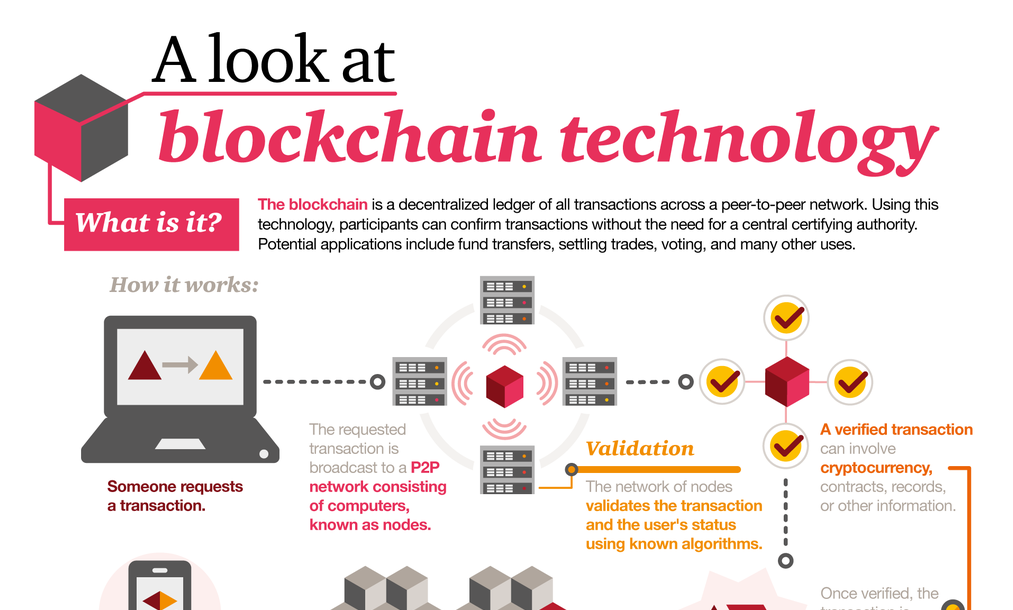 A look at
blockchain technology
What is it?
The blockchain is a decentralized ledger of all transactions across a peer-to-peer network. Using this
technology, participants can confirm transactions without the need for a central certifying authority.
Potential applications include fund transfers, settling trades, voting, and many other uses.
How it works:
Someone requests
a transaction.
The requested
transaction is
broadcast to a P2P
network consisting
of computers,
known as nodes.
Validation
The network of nodes
validates the transaction
and the user's status
using known algorithms.
A verified transaction
can involve
cryptocurrency,
contracts, records,
or other information.
Once verified, the
transaction is